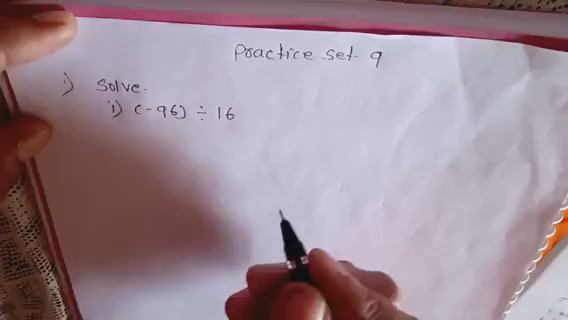 Practice set. 9
1) Solve.
i) (-96) ÷ 16